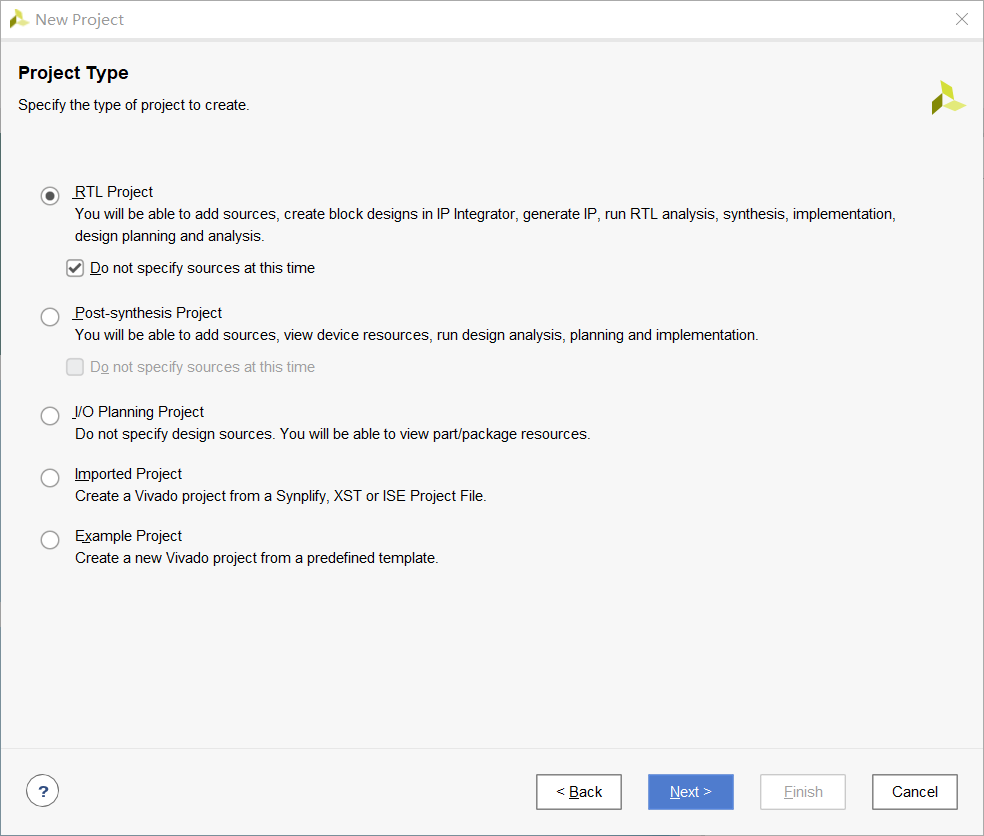 New Project
Project Type
Specify the type of project to create.
RTL Project
You will be able to add sources, create block designs in IP Integrator, generate IP, run RTL analysis, synthesis, implementation,
design planning and analysis.
Do not specify sources at this time
Post-synthesis Project
You will be able to add sources, view device resources, run design analysis, planning and implementation.
Do not specify sources at this time
I/O Planning Project
Do not specify design sources. You will be able to view part/package resources.
Imported Project
Create a Vivado project from a Synplify, XST or ISE Project File.
Example Project
Create a new Vivado project from a predefined template.
?
< Back
Next >
Finish
Cancel